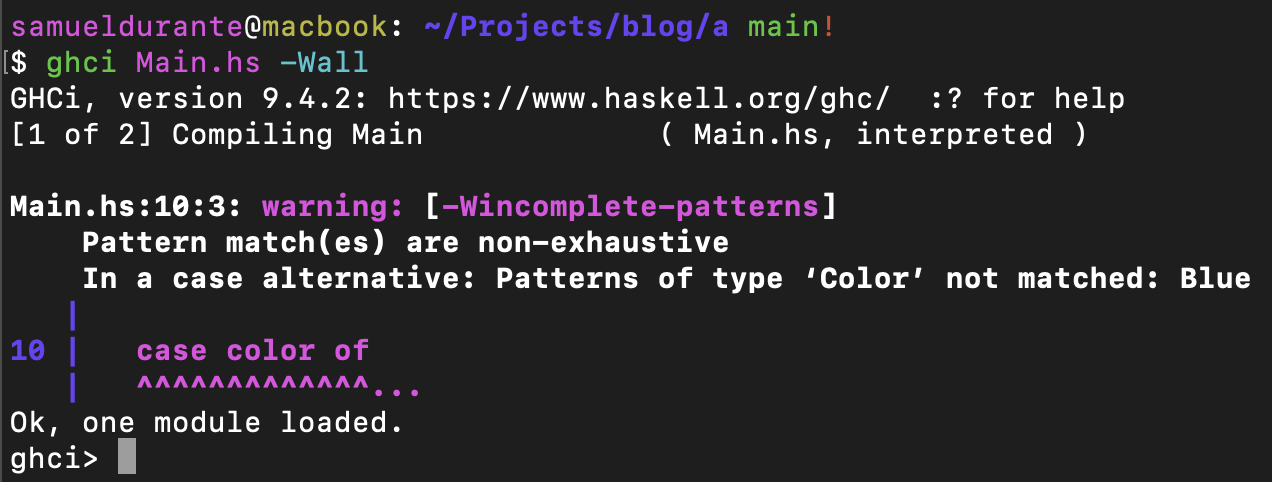 samueldurante@macbook: ~/Projects/blog/a main!
[$ ghci Main.hs -Wall
GHCi, version 9.4.2: https://www.haskell.org/ghc/  :? for help
[1 of 2] Compiling Main             ( Main.hs, interpreted )

Main.hs:10:3: warning: [-Wincomplete-patterns]
    Pattern match(es) are non-exhaustive
    In a case alternative: Patterns of type ‘Color’ not matched: Blue
   |
10 |   case color of
   |   ^^^^^^^^^^^^^...
Ok, one module loaded.
ghci>